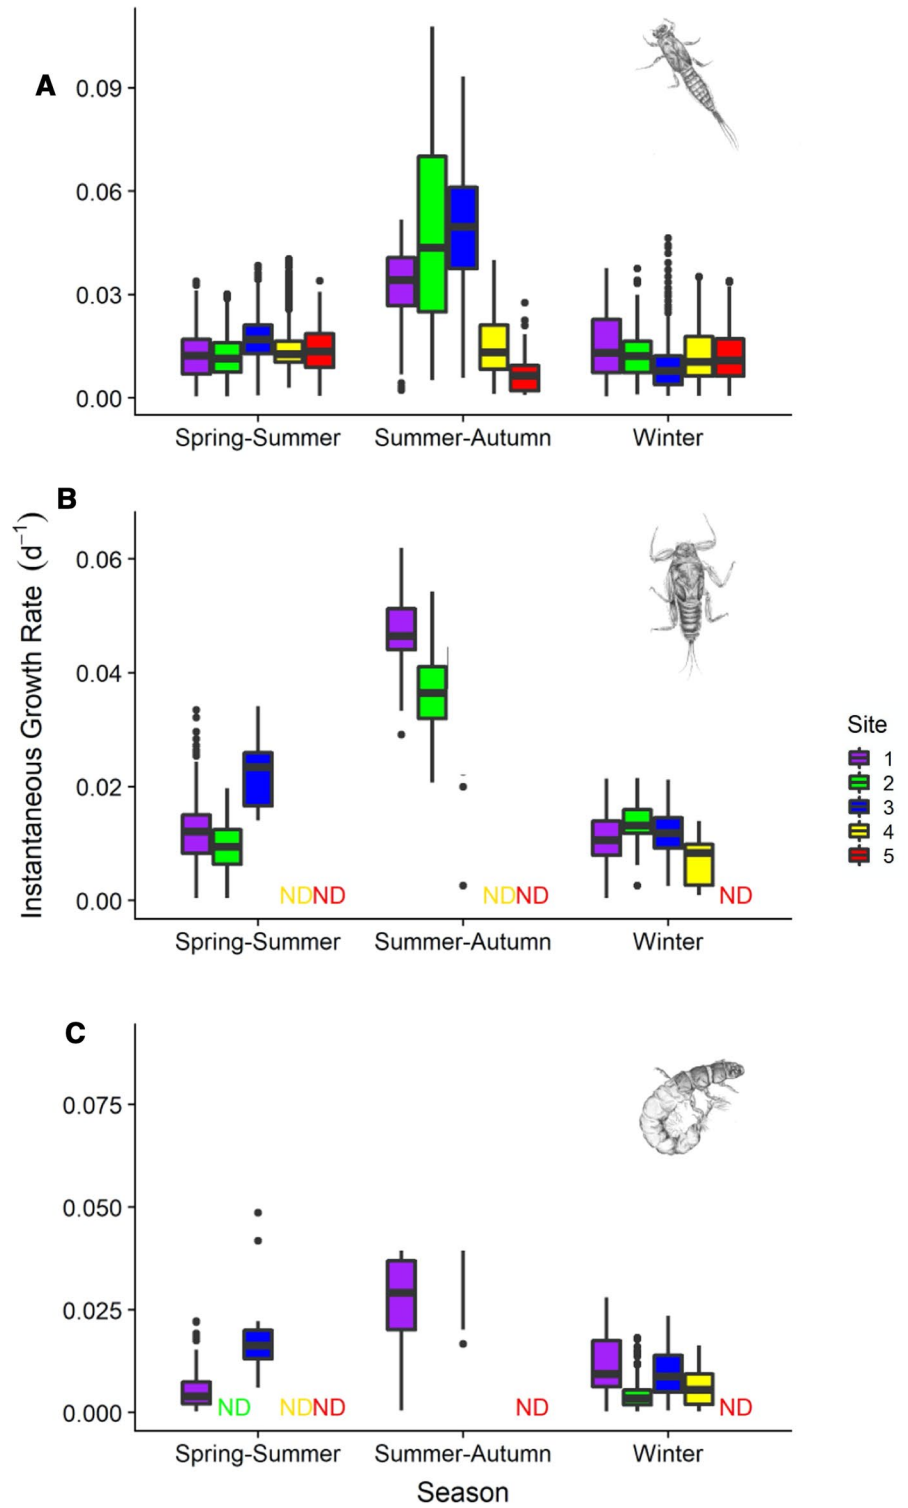 A
0.09
0.06
0.03
0.00
Spring-Summer Summer-Autumn Winter
B
Instantaneous Growth Rate (d⁻¹)
0.06
0.04
0.02
0.00
NDND NDND ND
Spring-Summer Summer-Autumn Winter
Site
1
2
3
4
5
C
0.075
0.050
0.025
0.000
ND NDND ND ND
Spring-Summer Summer-Autumn Winter
Season